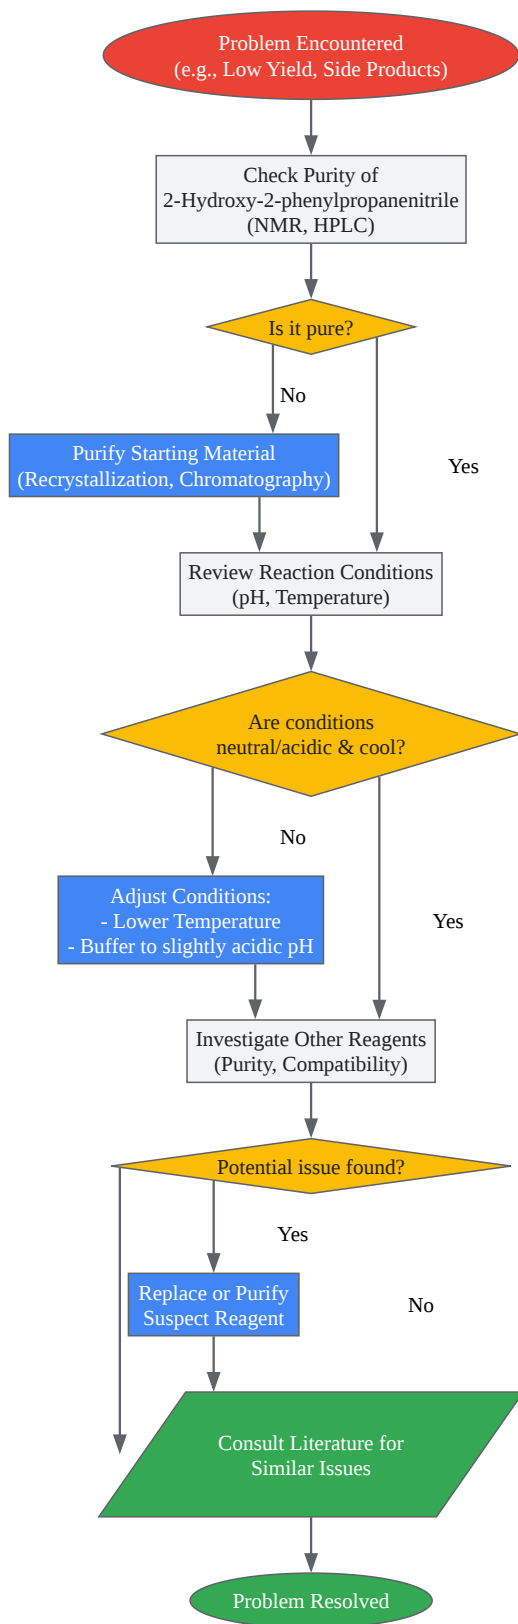 Problem Encountered
(e.g., Low Yield, Side Products)
Check Purity of
2-Hydroxy-2-phenylpropanenitrile
(NMR, HPLC)
Is it pure?
No
Purify Starting Material
(Recrystallization, Chromatography)
Yes
Review Reaction Conditions
(pH, Temperature)
Are conditions
neutral/acidic & cool?
No
Adjust Conditions:
- Lower Temperature
- Buffer to slightly acidic pH
Yes
Investigate Other Reagents
(Purity, Compatibility)
Potential issue found?
Yes
Replace or Purify
Suspect Reagent
No
Consult Literature for
Similar Issues
Problem Resolved